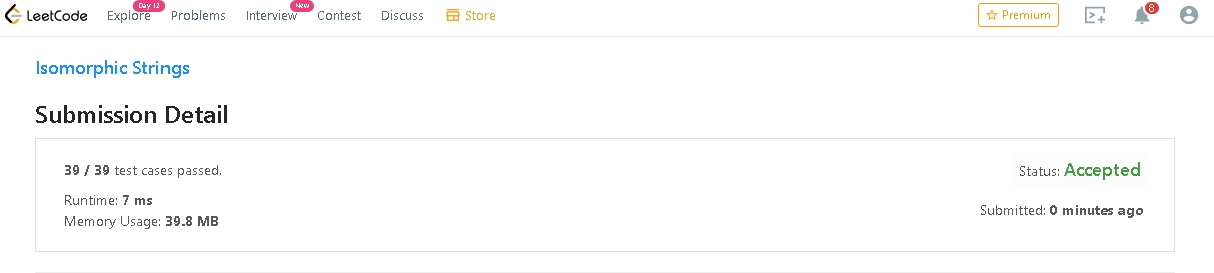 LeetCode Explore Day 12 Problems Interview New Contest Discuss Store Premium 8
Isomorphic Strings
Submission Detail
39 / 39 test cases passed.
Status: Accepted
Runtime: 7 ms
Submitted: 0 minutes ago
Memory Usage: 39.8 MB